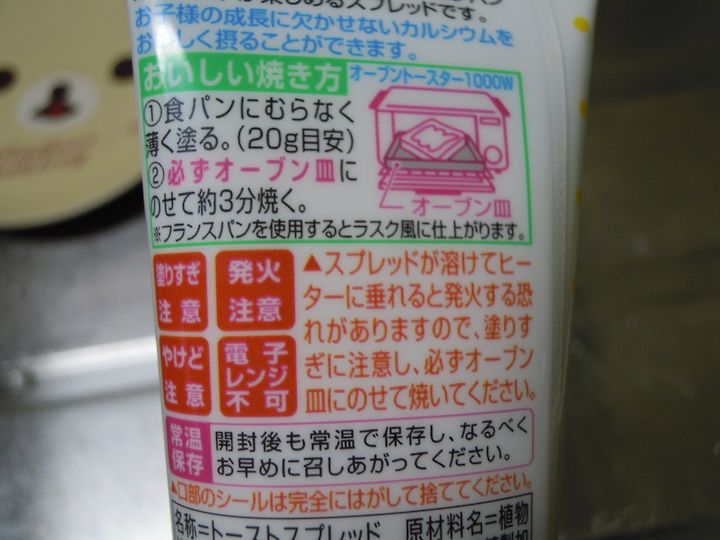 が楽しめるスプレッドです。
お子様の成長に欠かせないカルシウムを
おいしく摂ることができます。
おいしい焼き方 オーブントースター1000W
①食パンにむらなく
薄く塗る。(20g目安)
②必ずオーブン皿に
のせて約3分焼く。
オーブン皿
※フランスパンを使用するとラスク風に仕上がります。
塗りすぎ
注意
発火
注意
やけど
注意
電子
レンジ
不可
▲スプレッドが溶けてヒー
ターに垂れると発火する恐
れがありますので、塗りす
ぎに注意し、必ずオーブン
皿にのせて焼いてください。
常温
保存
開封後も常温で保存し、なるべく
お早めに召しあがってください。
▲口部のシールは完全にはがして捨ててください。
名称=トーストスプレッド 原材料名=植物